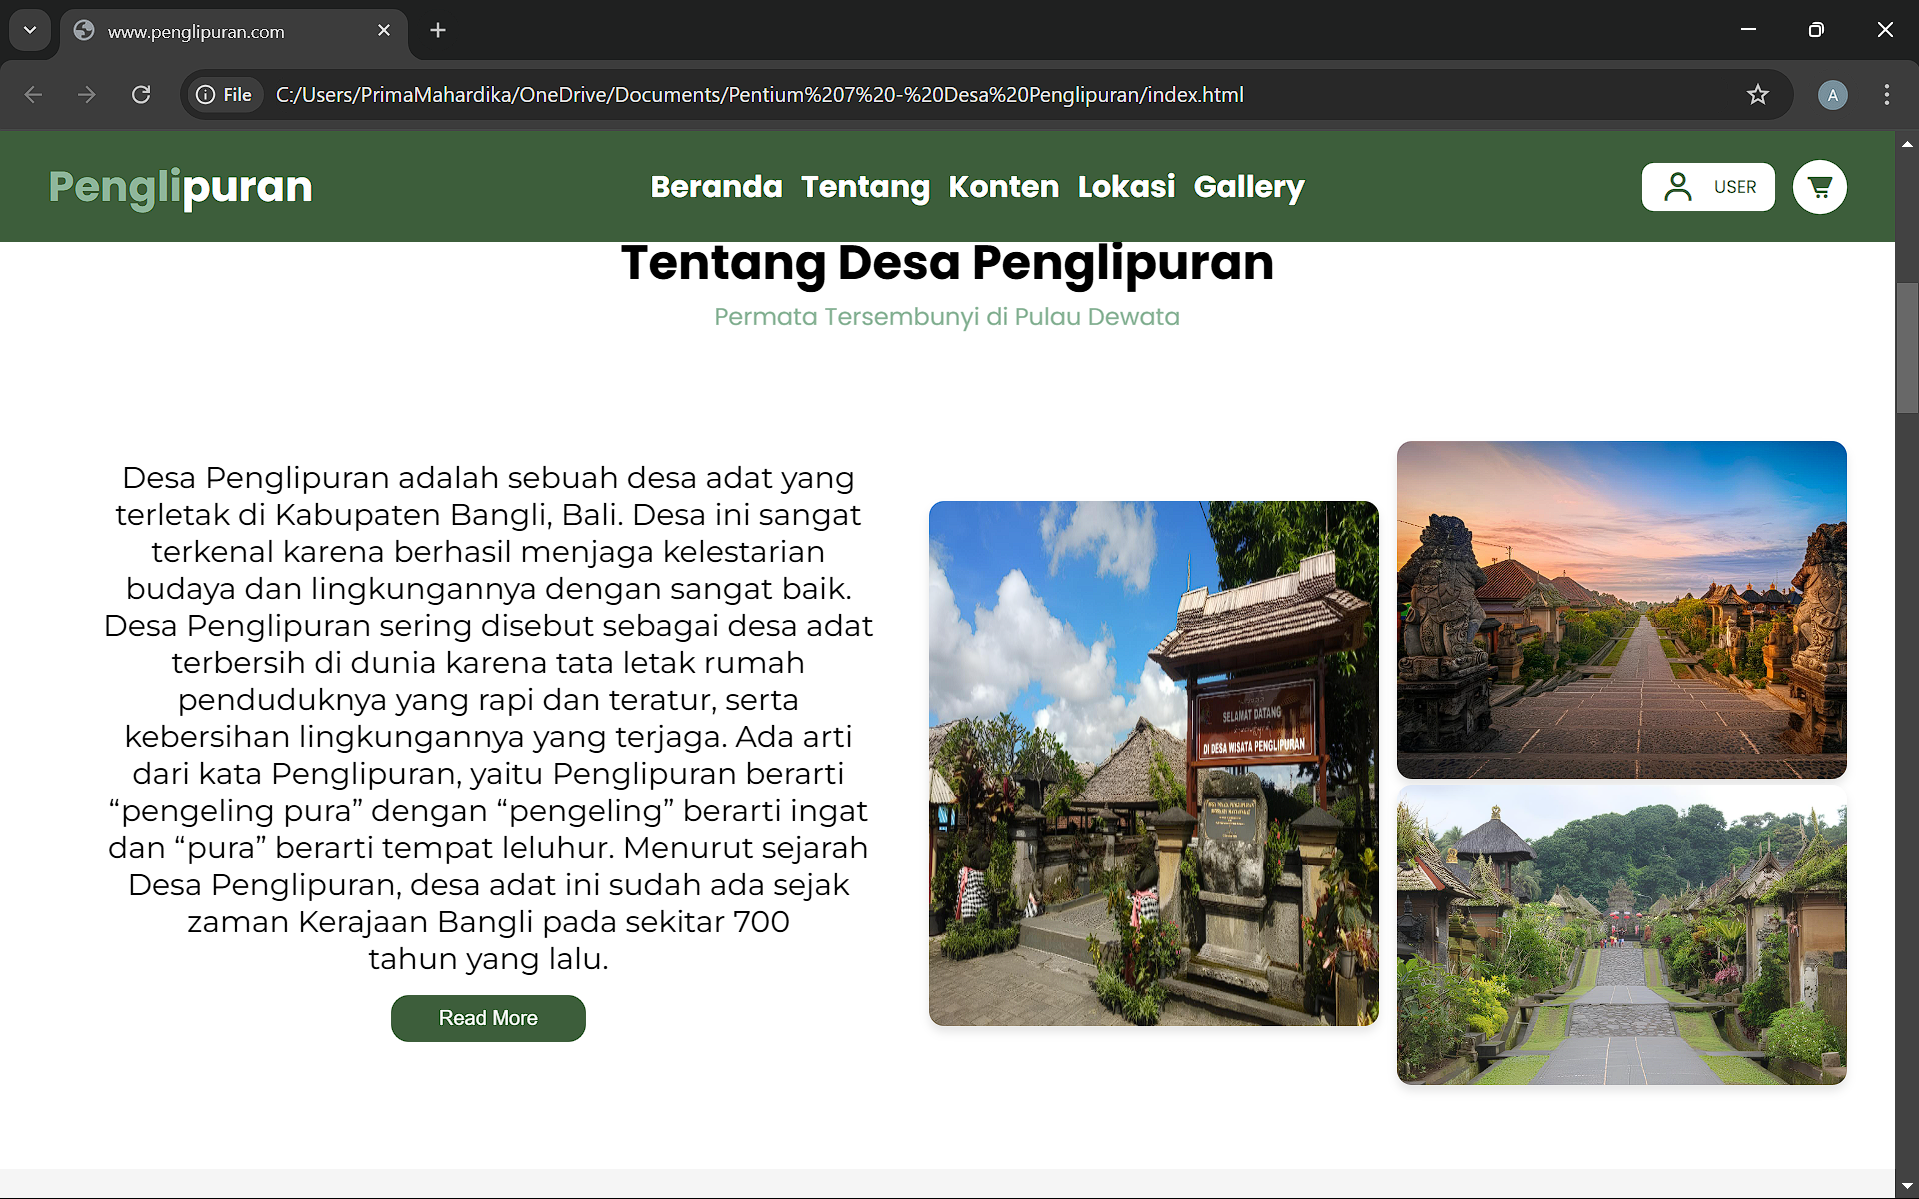 www.penglipuran.com
File C:/Users/PrimaMahardika/OneDrive/Documents/Pentium%207%20-%20Desa%20Penglipuran/index.html
A
Penglipuran
Beranda Tentang Konten Lokasi Gallery
USER
Tentang Desa Penglipuran
Permata Tersembunyi di Pulau Dewata
Desa Penglipuran adalah sebuah desa adat yang
terletak di Kabupaten Bangli, Bali. Desa ini sangat
terkenal karena berhasil menjaga kelestarian
budaya dan lingkungannya dengan sangat baik.
Desa Penglipuran sering disebut sebagai desa adat
terbersih di dunia karena tata letak rumah
penduduknya yang rapi dan teratur, serta
kebersihan lingkungannya yang terjaga. Ada arti
dari kata Penglipuran, yaitu Penglipuran berarti
“pengeling pura” dengan “pengeling” berarti ingat
dan “pura” berarti tempat leluhur. Menurut sejarah
Desa Penglipuran, desa adat ini sudah ada sejak
zaman Kerajaan Bangli pada sekitar 700
tahun yang lalu.
Read More
SELAMAT DATANG
DI DESA WISATA PENGLIPURAN